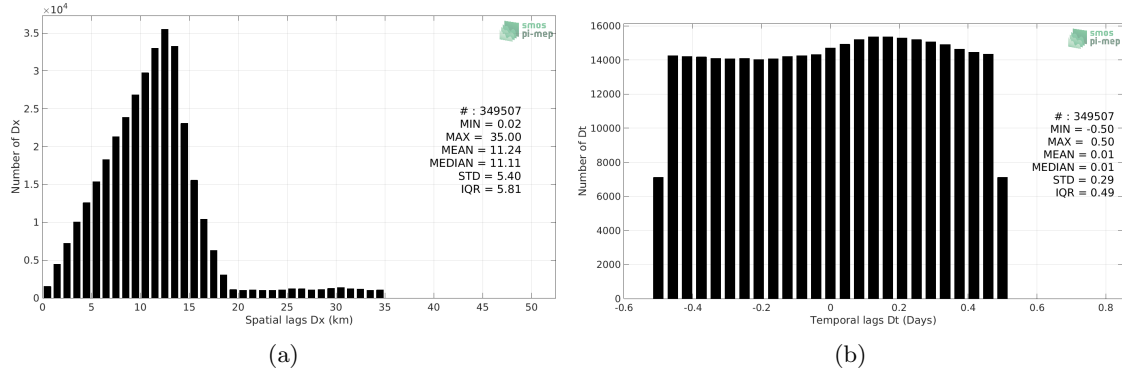 ×10⁴
smos
pi-mep
3.5
3
2.5
2
1.5
1
0.5
0
Number of Dx
# : 349507
MIN = 0.02
MAX = 35.00
MEAN = 11.24
MEDIAN = 11.11
STD = 5.40
IQR = 5.81
0 5 10 15 20 25 30 35 40 45 50
Spatial lags Dx (km)
(a)
smos
pi-mep
16000
14000
12000
10000
8000
6000
4000
2000
0
Number of Dt
# : 349507
MIN = -0.50
MAX = 0.50
MEAN = 0.01
MEDIAN = 0.01
STD = 0.29
IQR = 0.49
-0.6 -0.4 -0.2 0 0.2 0.4 0.6 0.8
Temporal lags Dt (Days)
(b)